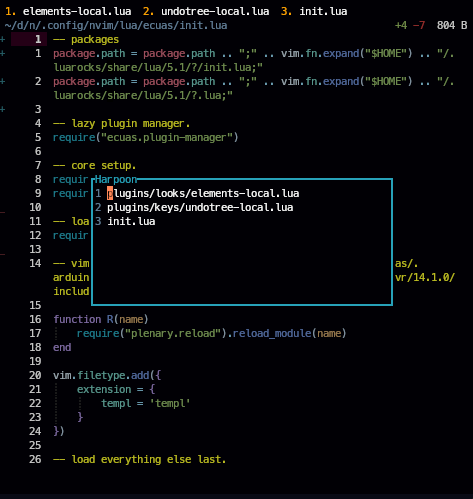 1. elements-local.lua 2. undotree-local.lua 3. init.lua
~/d/n/.config/nvim/lua/ecuas/init.lua +4 -7 804 B
+ 1 -- packages
+ 1 package.path = package.path .. ";" .. vim.fn.expand("$HOME") .. "/.
luarocks/share/lua/5.1/?/init.lua;"
+ 2 package.path = package.path .. ";" .. vim.fn.expand("$HOME") .. "/.
luarocks/share/lua/5.1/?.lua;"
+ 3
4 -- lazy plugin manager.
5 require("ecuas.plugin-manager")
6
7 -- core setup.
8 requir Harpoon
9 requir 1 plugins/looks/elements-local.lua
10 2 plugins/keys/undotree-local.lua
11 -- loa 3 init.lua
12 requir
13
14 -- vim as/.
arduin vr/14.1.0/
includ
15
16 function R(name)
17 require("plenary.reload").reload_module(name)
18 end
19
20 vim.filetype.add({
21 extension = {
22 templ = 'templ'
23 }
24 })
25
26 -- load everything else last.